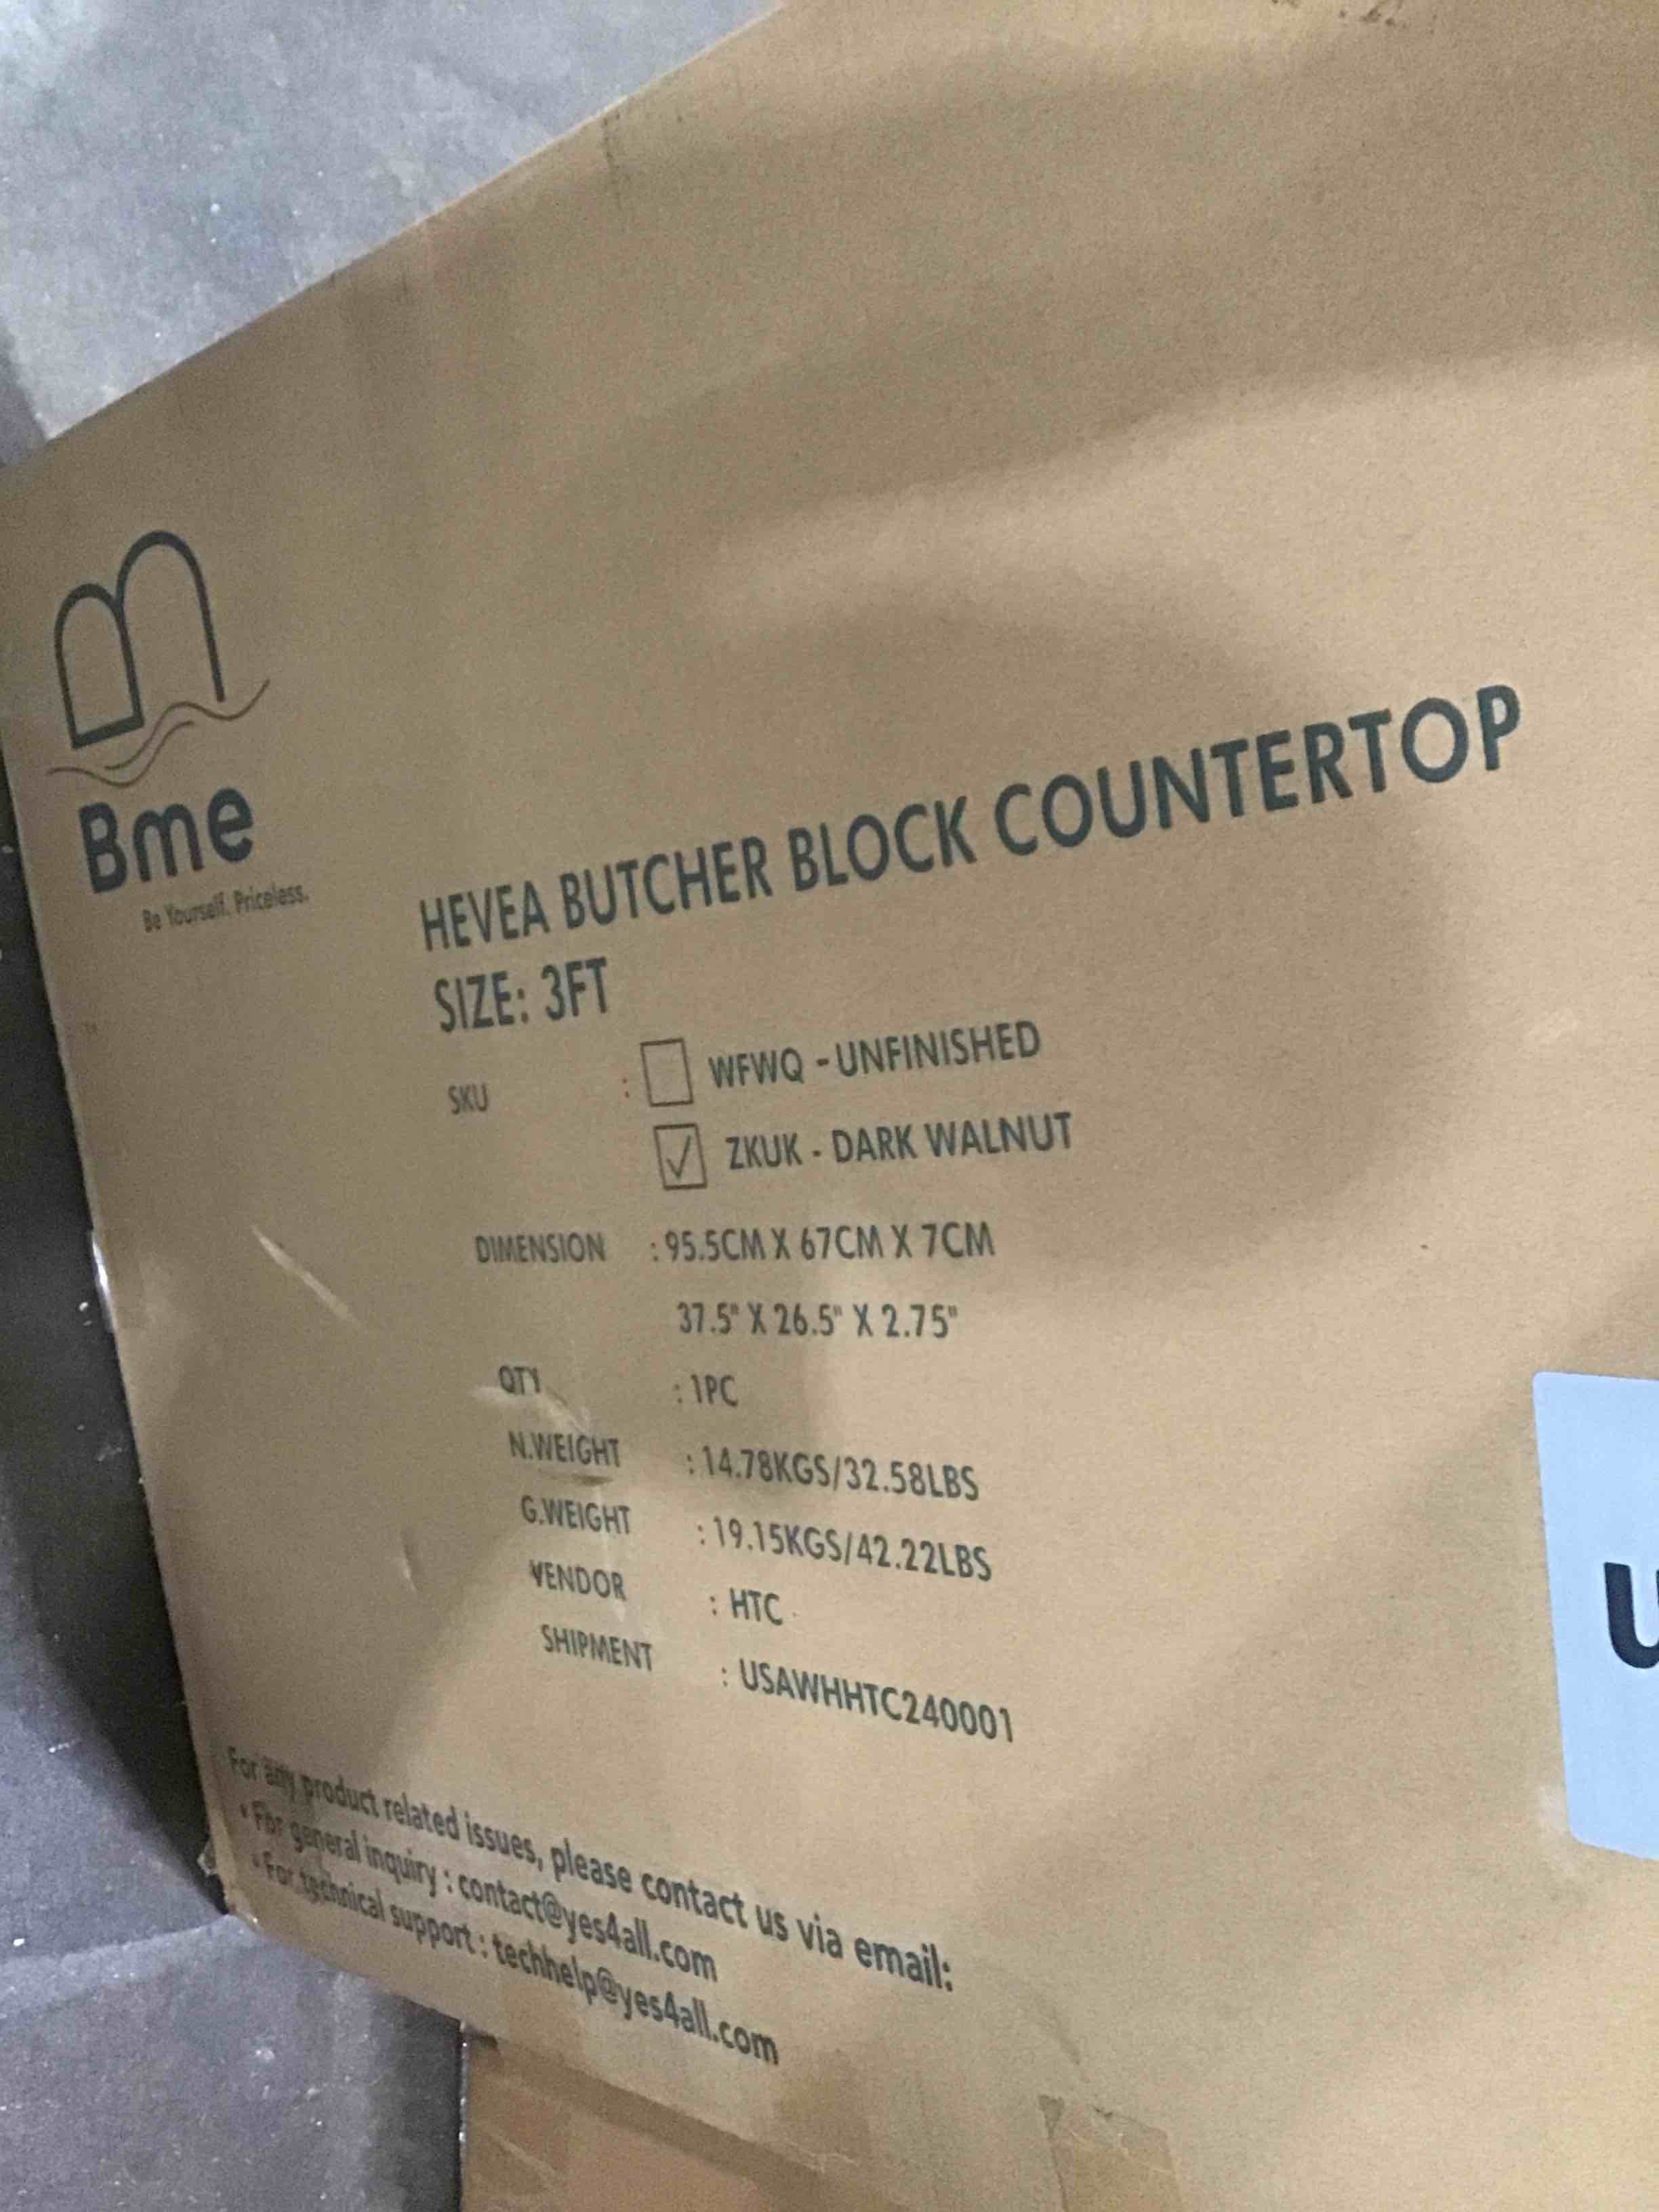 Bme
Be Yourself. Priceless.
HEVEA BUTCHER BLOCK COUNTERTOP
SIZE: 3FT
SKU : WFWQ - UNFINISHED
ZKUK - DARK WALNUT
DIMENSION : 95.5CM X 67CM X 7CM
37.5" X 26.5" X 2.75"
QTY : 1PC
N.WEIGHT : 14.78KGS/32.58LBS
G.WEIGHT : 19.15KGS/42.22LBS
VENDOR : HTC
SHIPMENT : USAWHHTC240001
For any product related issues, please contact us via email:
• For general inquiry : contact@yes4all.com
• For technical support : techhelp@yes4all.com